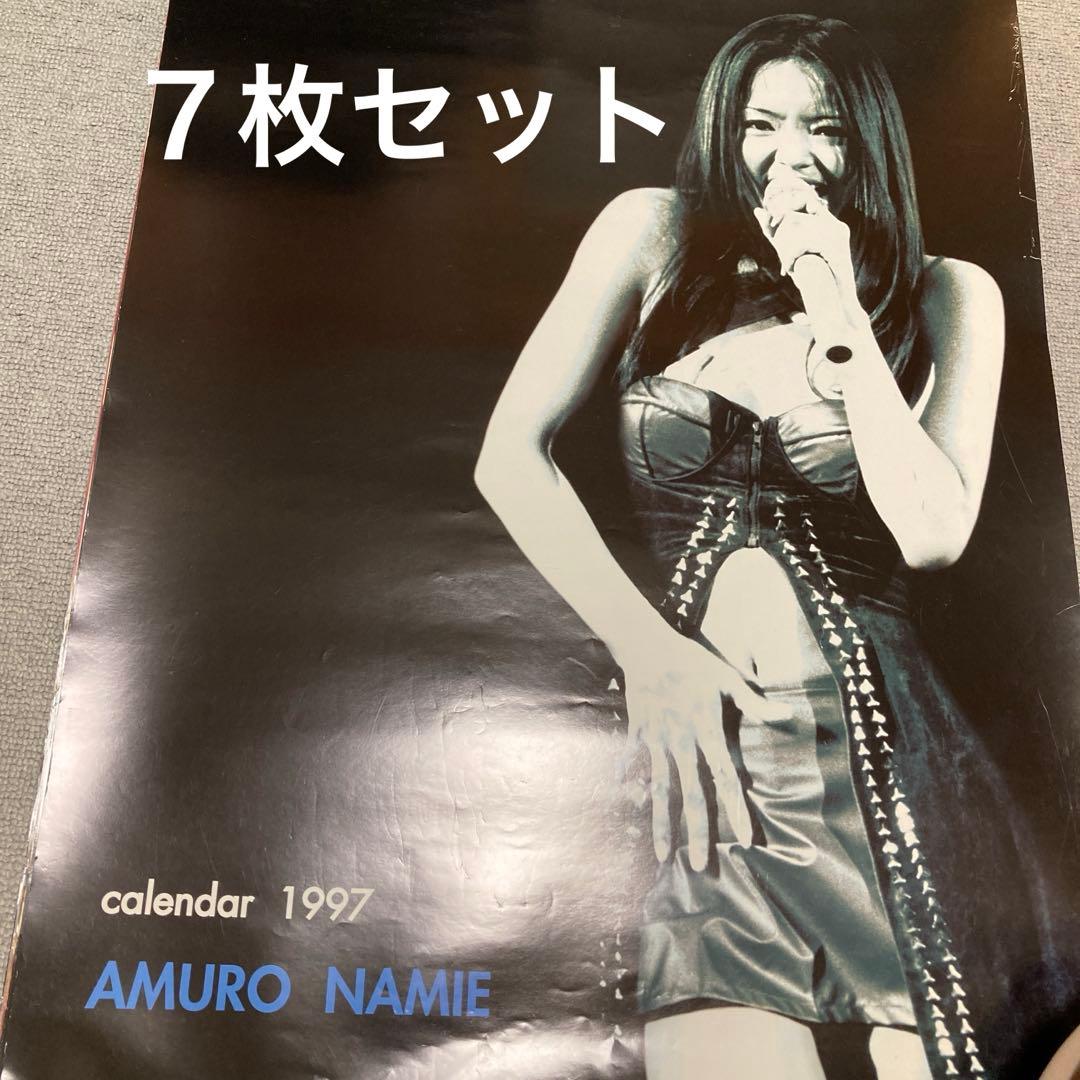 ７枚セット
calendar 1997
AMURO NAMIE